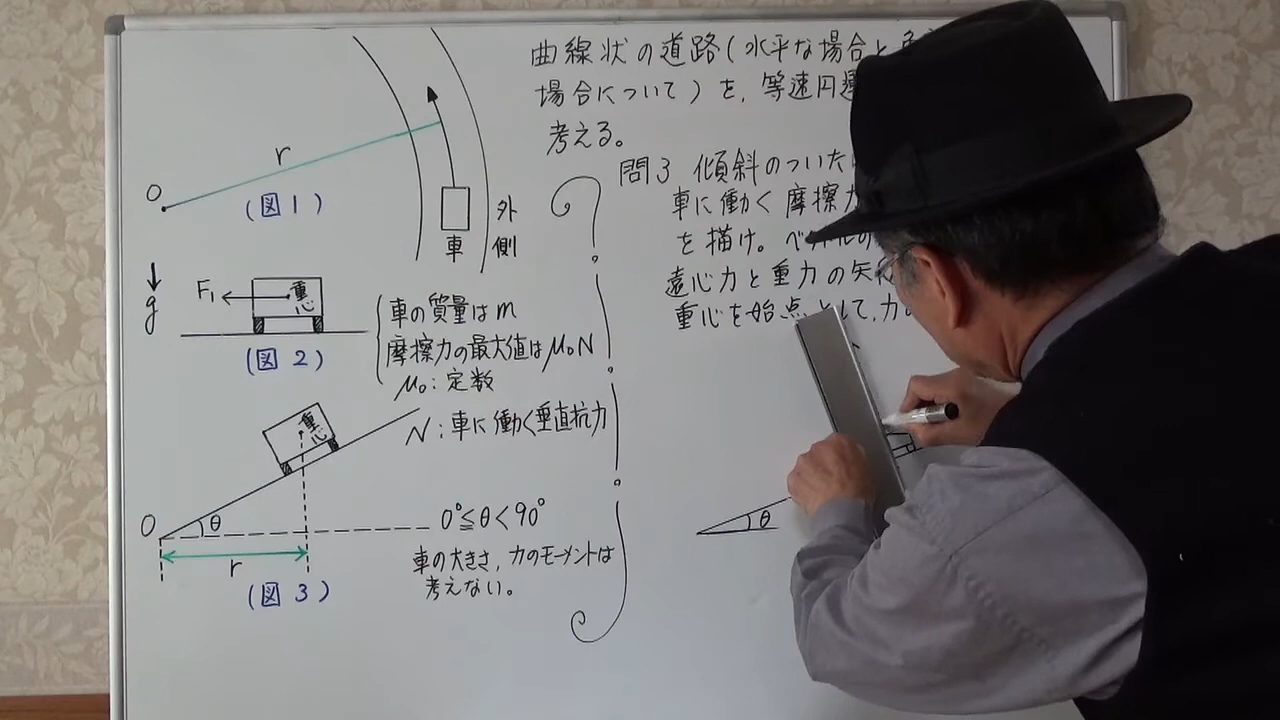 曲線状の道路(水平な場合と
場合について)を、等速円
考える。
問3 傾斜のついた
車に働く摩擦力
を描け。
遠心力と重力の矢
重心を始点として、力
O
r
(図1)
車
外側
g
F₁
重心
(図2)
車の質量はm
摩擦力の最大値はμ₀N
μ₀:定数
N:車に働く垂直抗力
重心
O
θ
r
(図3)
0°≦θ<90°
車の大きさ、力のモーメントは
考えない。
θ